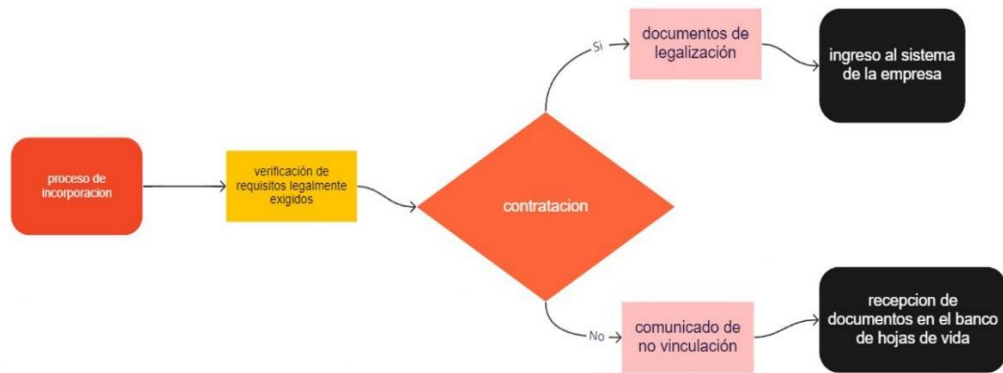 proceso de
incorporacion
verificación de
requisitos legalmente
exigidos
contratacion
Si
documentos de
legalización
ingreso al sistema
de la empresa
No
comunicado de
no vinculación
recepcion de
documentos en el banco
de hojas de vida